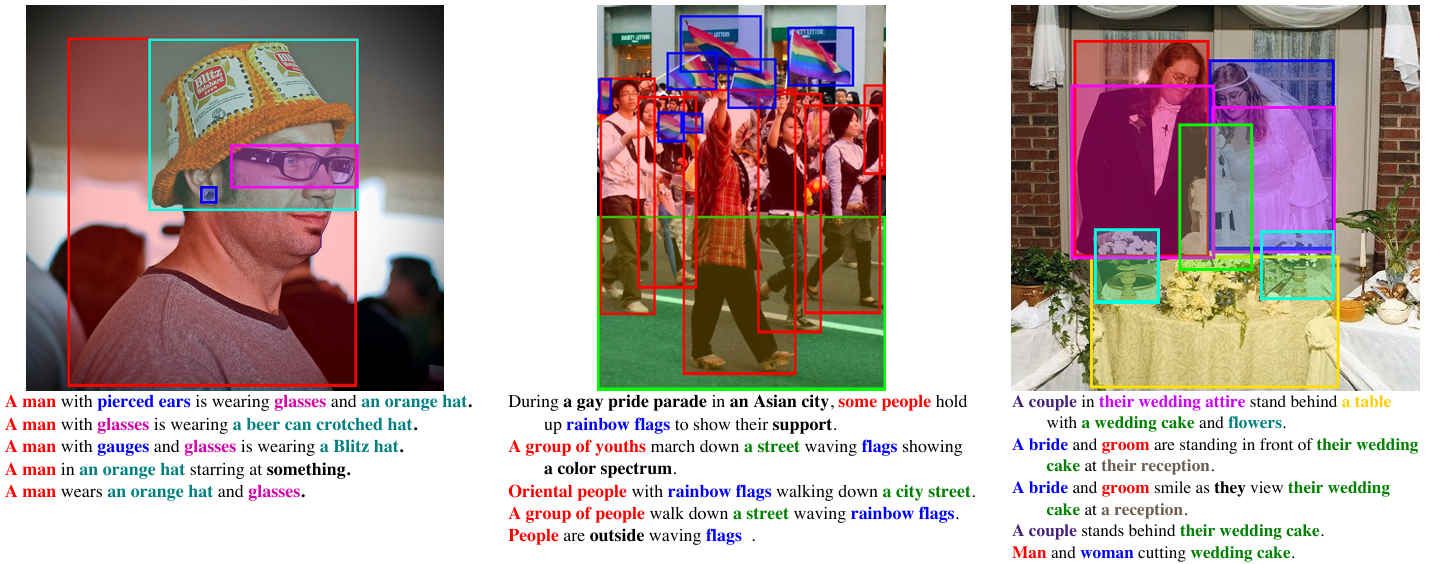 Blitz
Weinhard
Blitz
Weinhard
A man with pierced ears is wearing glasses and an orange hat.
A man with glasses is wearing a beer can crotched hat.
A man with gauges and glasses is wearing a Blitz hat.
A man in an orange hat starring at something.
A man wears an orange hat and glasses.
During a gay pride parade in an Asian city, some people hold
up rainbow flags to show their support.
A group of youths march down a street waving flags showing
a color spectrum.
Oriental people with rainbow flags walking down a city street.
A group of people walk down a street waving rainbow flags.
People are outside waving flags .
A couple in their wedding attire stand behind a table
with a wedding cake and flowers.
A bride and groom are standing in front of their wedding
cake at their reception.
A bride and groom smile as they view their wedding
cake at a reception.
A couple stands behind their wedding cake.
Man and woman cutting wedding cake.